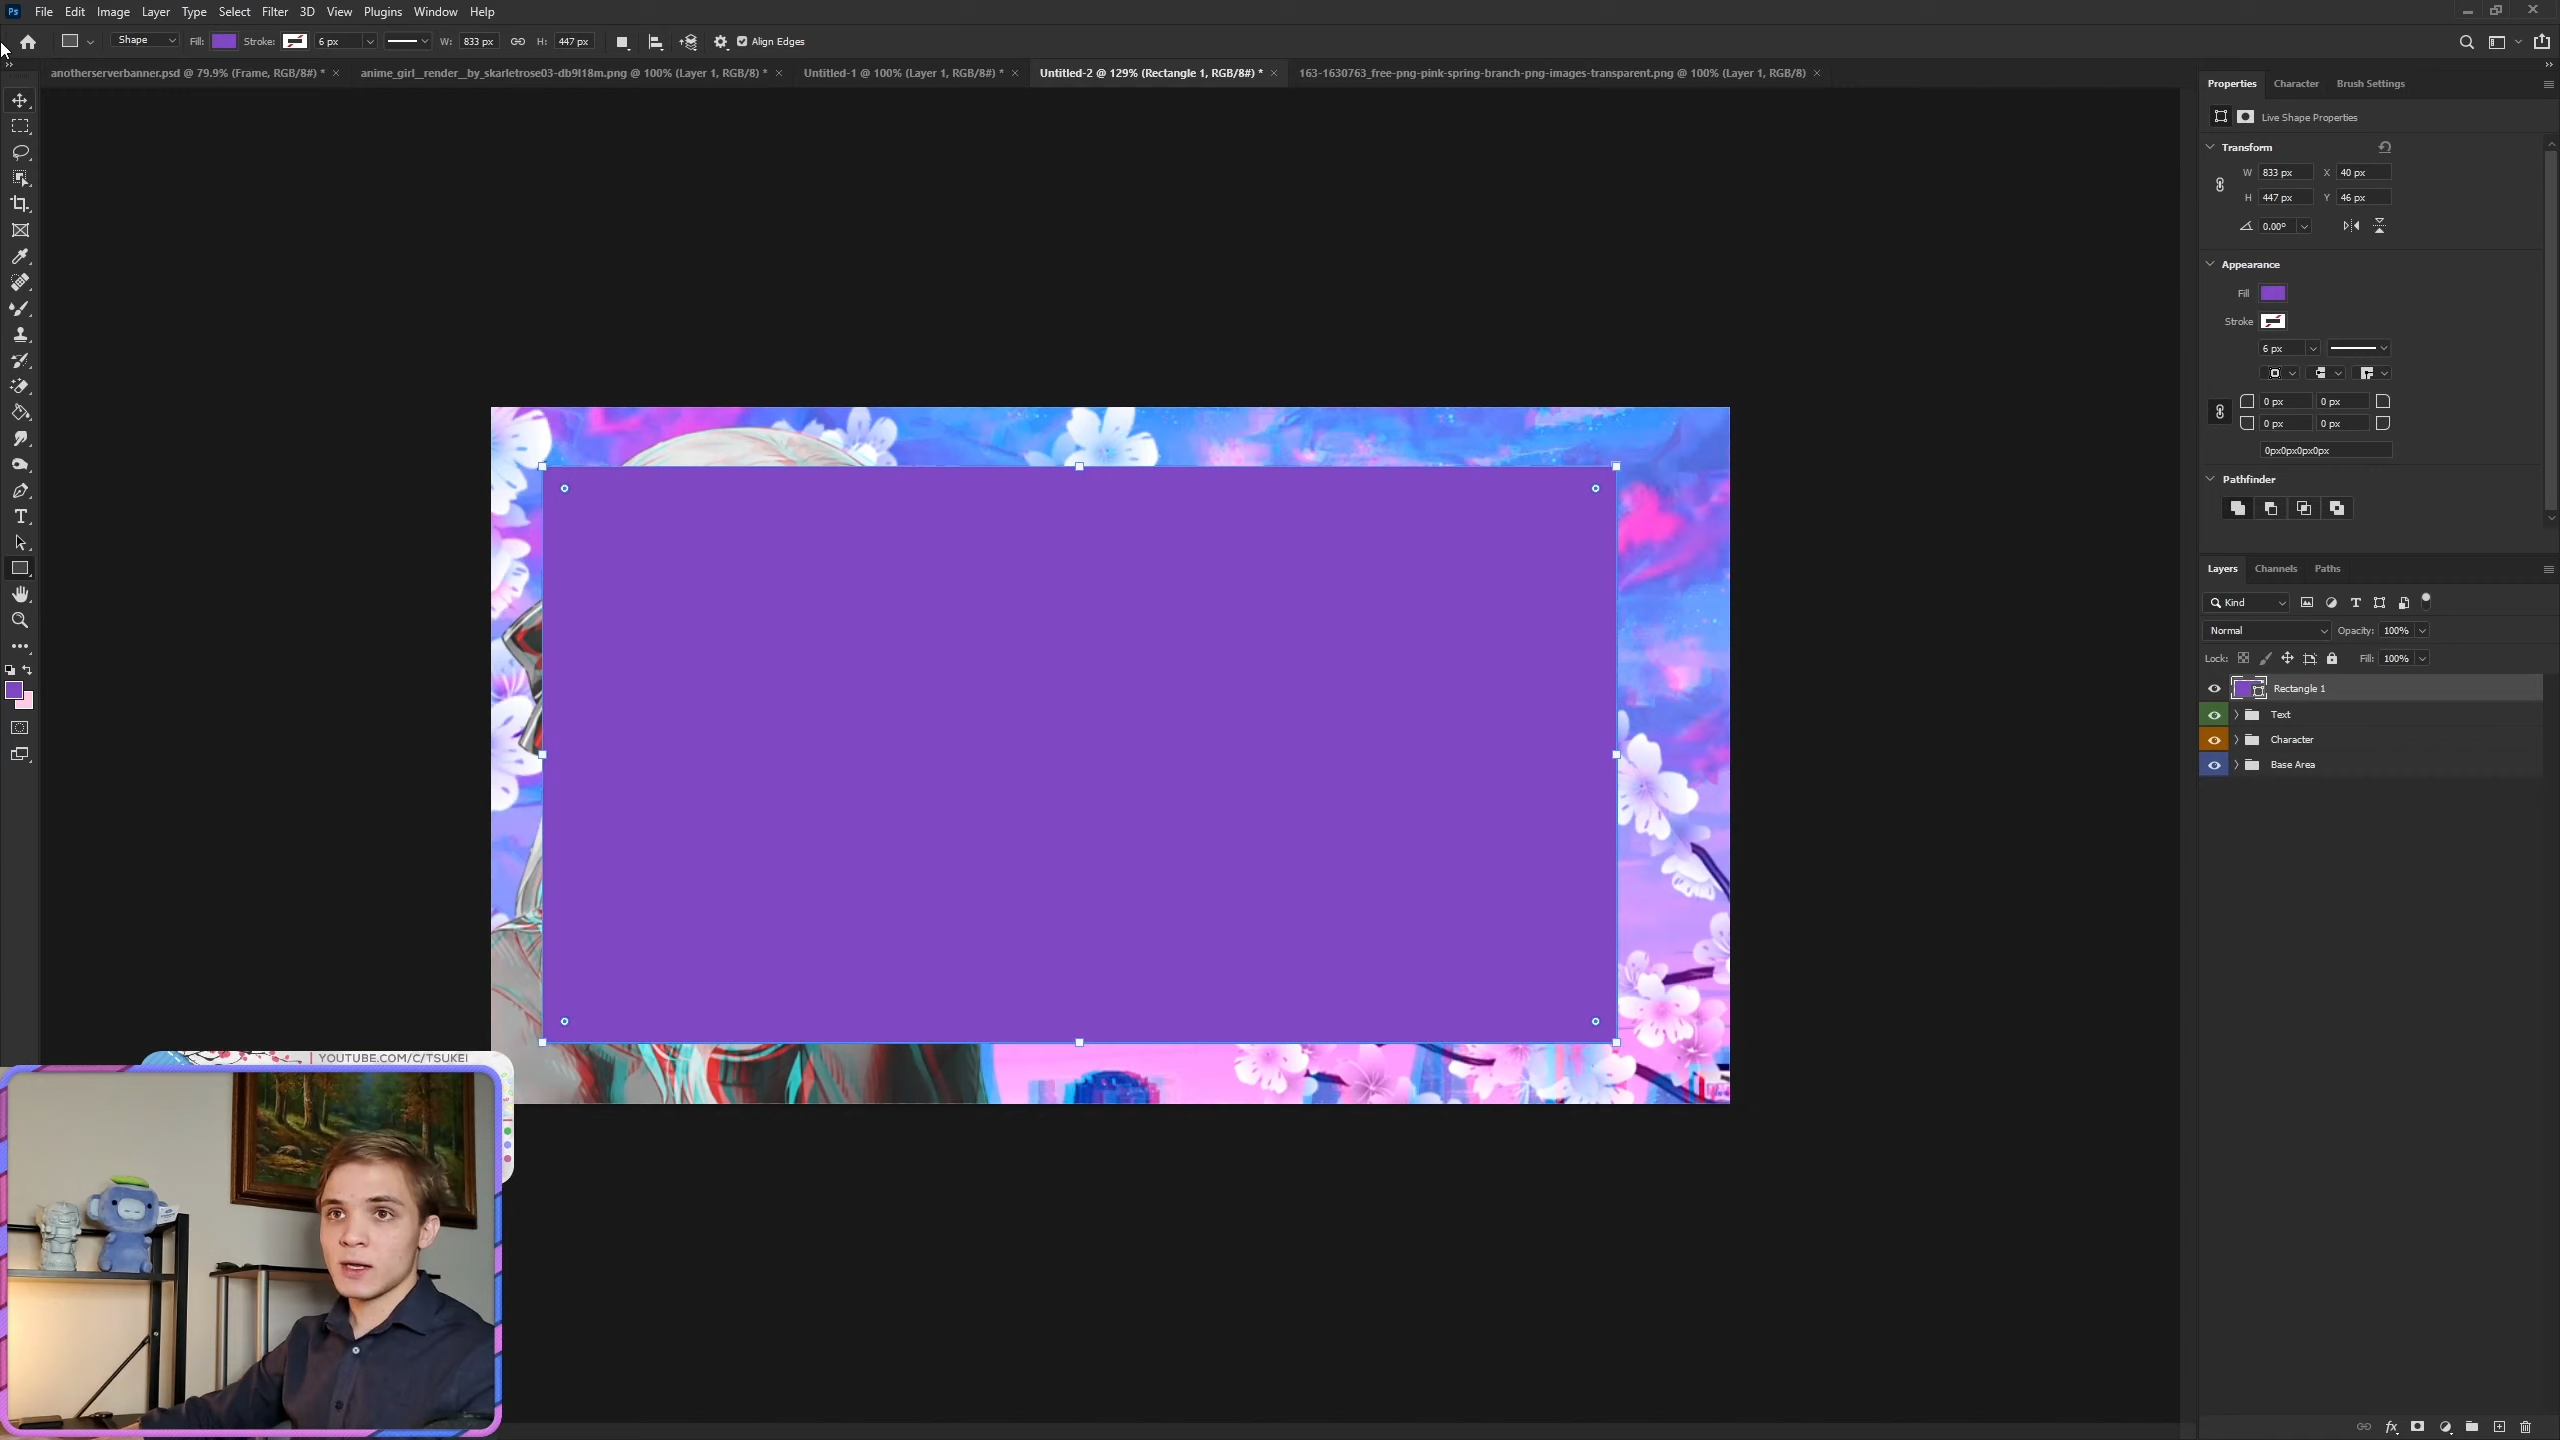 Ps File Edit Image Layer Type Select Filter 3D View Plugins Window Help
Shape Fill: Stroke: 6 px W: 833 px H: 447 px Align Edges
anotherserverbanner.psd @ 79.9% (Frame, RGB/8#) * anime_girl__render__by_skarletrose03-db9l18m.png @ 100% (Layer 1, RGB/8) * Untitled-1 @ 100% (Layer 1, RGB/8#) * Untitled-2 @ 129% (Rectangle 1, RGB/8#) * 163-1630763_free-png-pink-spring-branch-png-images-transparent.png @ 100% (Layer 1, RGB/8)
Properties Character Brush Settings
Live Shape Properties
Transform
W 833 px X 40 px
H 447 px Y 46 px
0.00°
Appearance
Fill
Stroke
6 px
0 px 0 px
0 px 0 px
0px0px0px0px
Pathfinder
Layers Channels Paths
Kind
Normal Opacity: 100%
Lock: Fill: 100%
Rectangle 1
Text
Character
Base Area
fx
YOUTUBE.COM/C/TSUKEI